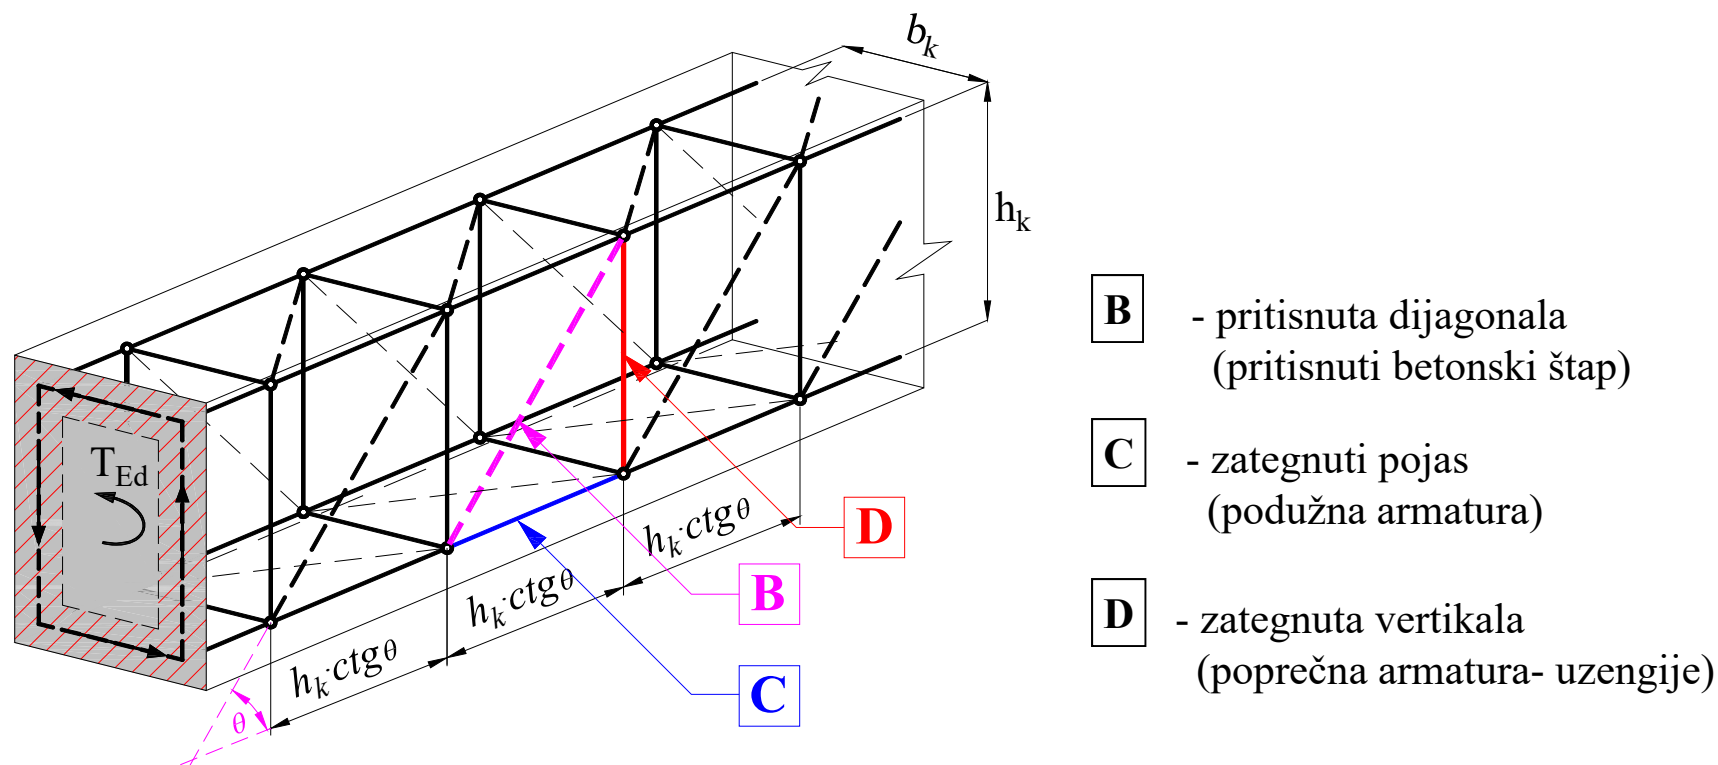 b_k
h_k
T_Ed
h_k·ctgθ
h_k·ctgθ
h_k·ctgθ
θ
D
B
C
B - pritisnuta dijagonala
(pritisnuti betonski štap)
C - zategnuti pojas
(podužna armatura)
D - zategnuta vertikala
(poprečna armatura- uzengije)